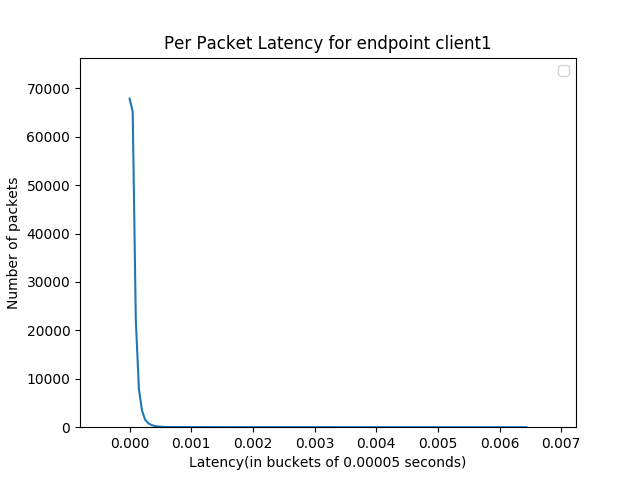 Per Packet Latency for endpoint client1
Number of packets
70000
60000
50000
40000
30000
20000
10000
0
0.000 0.001 0.002 0.003 0.004 0.005 0.006 0.007
Latency(in buckets of 0.00005 seconds)